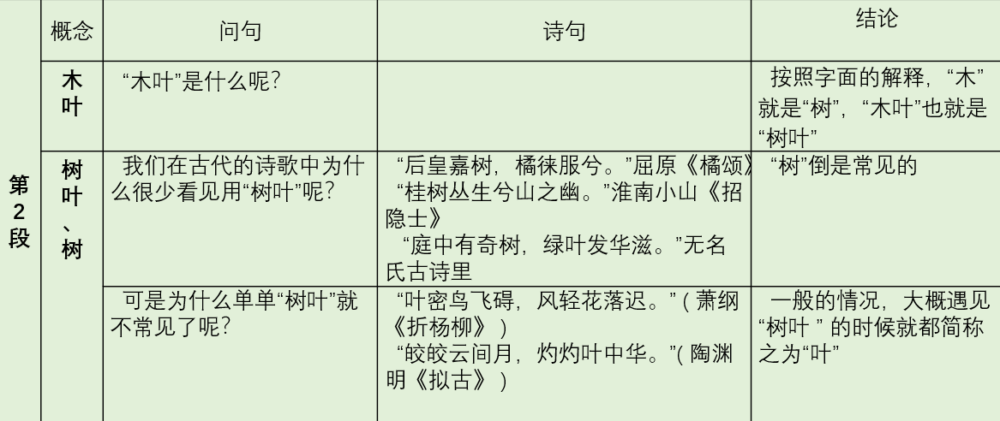 概念
问句
诗句
结论
第
2
段
木
叶
“木叶”是什么呢？
按照字面的解释，“木”
就是“树”，“木叶”也就是
“树叶”
树
叶
、
树
我们在古代的诗歌中为什
么很少看见用“树叶”呢？
“后皇嘉树，橘徕服兮。”屈原《橘颂》
“桂树丛生兮山之幽。”淮南小山《招
隐士》
“庭中有奇树，绿叶发华滋。”无名
氏古诗里
“树”倒是常见的
可是为什么单单“树叶”就
不常见了呢？
“叶密鸟飞碍，风轻花落迟。”（萧纲
《折杨柳》）
“皎皎云间月，灼灼叶中华。”（陶渊
明《拟古》）
一般的情况，大概遇见
“树叶 ” 的时候就都简称
之为“叶”